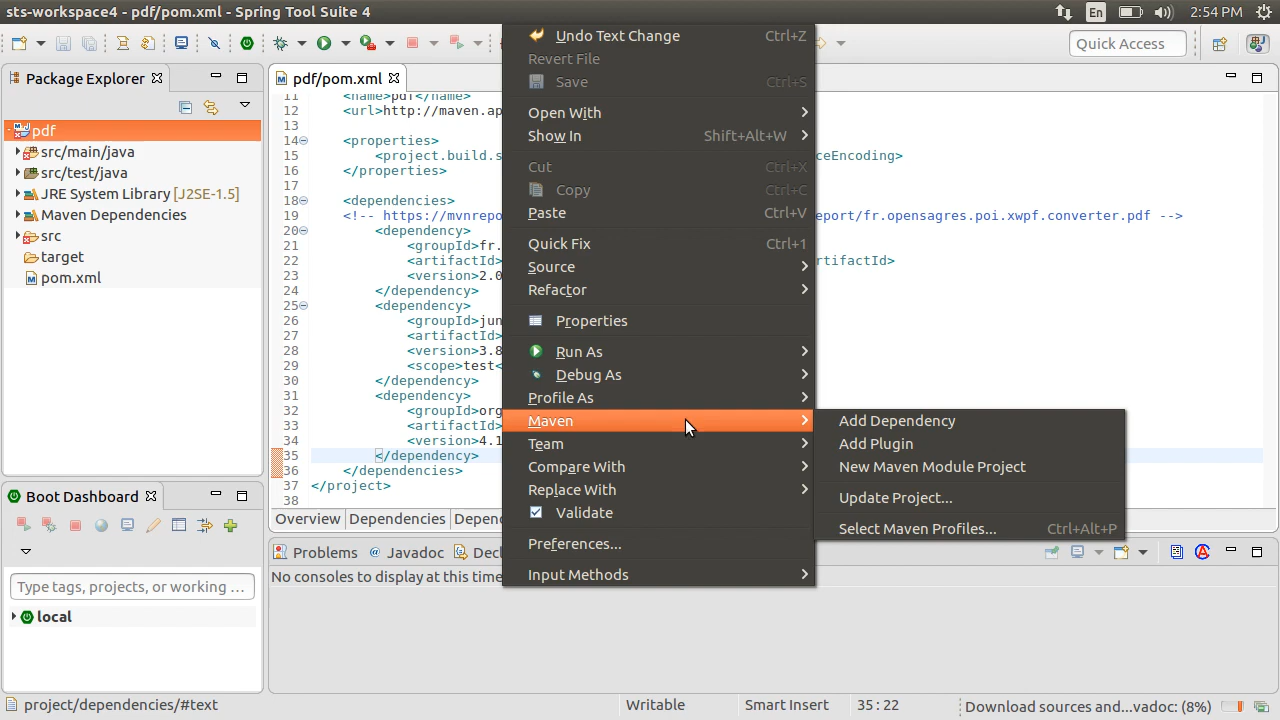 sts-workspace4 - pdf/pom.xml - Spring Tool Suite 4
En
2:54 PM
Quick Access
Package Explorer
pdf
src/main/java
src/test/java
JRE System Library [J2SE-1.5]
Maven Dependencies
src
target
pom.xml
pdf/pom.xml
11 <name>pdf</name>
12 <url>http://maven.ap
13
14 <properties>
15 <project.build.s ceEncoding>
16 </properties>
17
18 <dependencies>
19 <!-- https://mvnrepo report/fr.opensagres.poi.xwpf.converter.pdf -->
20 <dependency>
21 <groupId>fr.
22 <artifactId> rtifactId>
23 <version>2.0
24 </dependency>
25 <dependency>
26 <groupId>jun
27 <artifactId>
28 <version>3.8
29 <scope>test<
30 </dependency>
31 <dependency>
32 <groupId>org
33 <artifactId>
34 <version>4.1
35 </dependency>
36 </dependencies>
37 </project>
38
Overview
Dependencies
Depend
Undo Text Change Ctrl+Z
Revert File
Save Ctrl+S
Open With
Show In Shift+Alt+W
Cut Ctrl+X
Copy Ctrl+C
Paste Ctrl+V
Quick Fix Ctrl+1
Source
Refactor
Properties
Run As
Debug As
Profile As
Maven
Team
Compare With
Replace With
Validate
Preferences...
Input Methods
Add Dependency
Add Plugin
New Maven Module Project
Update Project...
Select Maven Profiles... Ctrl+Alt+P
Boot Dashboard
Type tags, projects, or working ...
local
Problems
@ Javadoc
Decl
No consoles to display at this time
project/dependencies/#text
Writable
Smart Insert
35 : 22
Download sources and...vadoc: (8%)